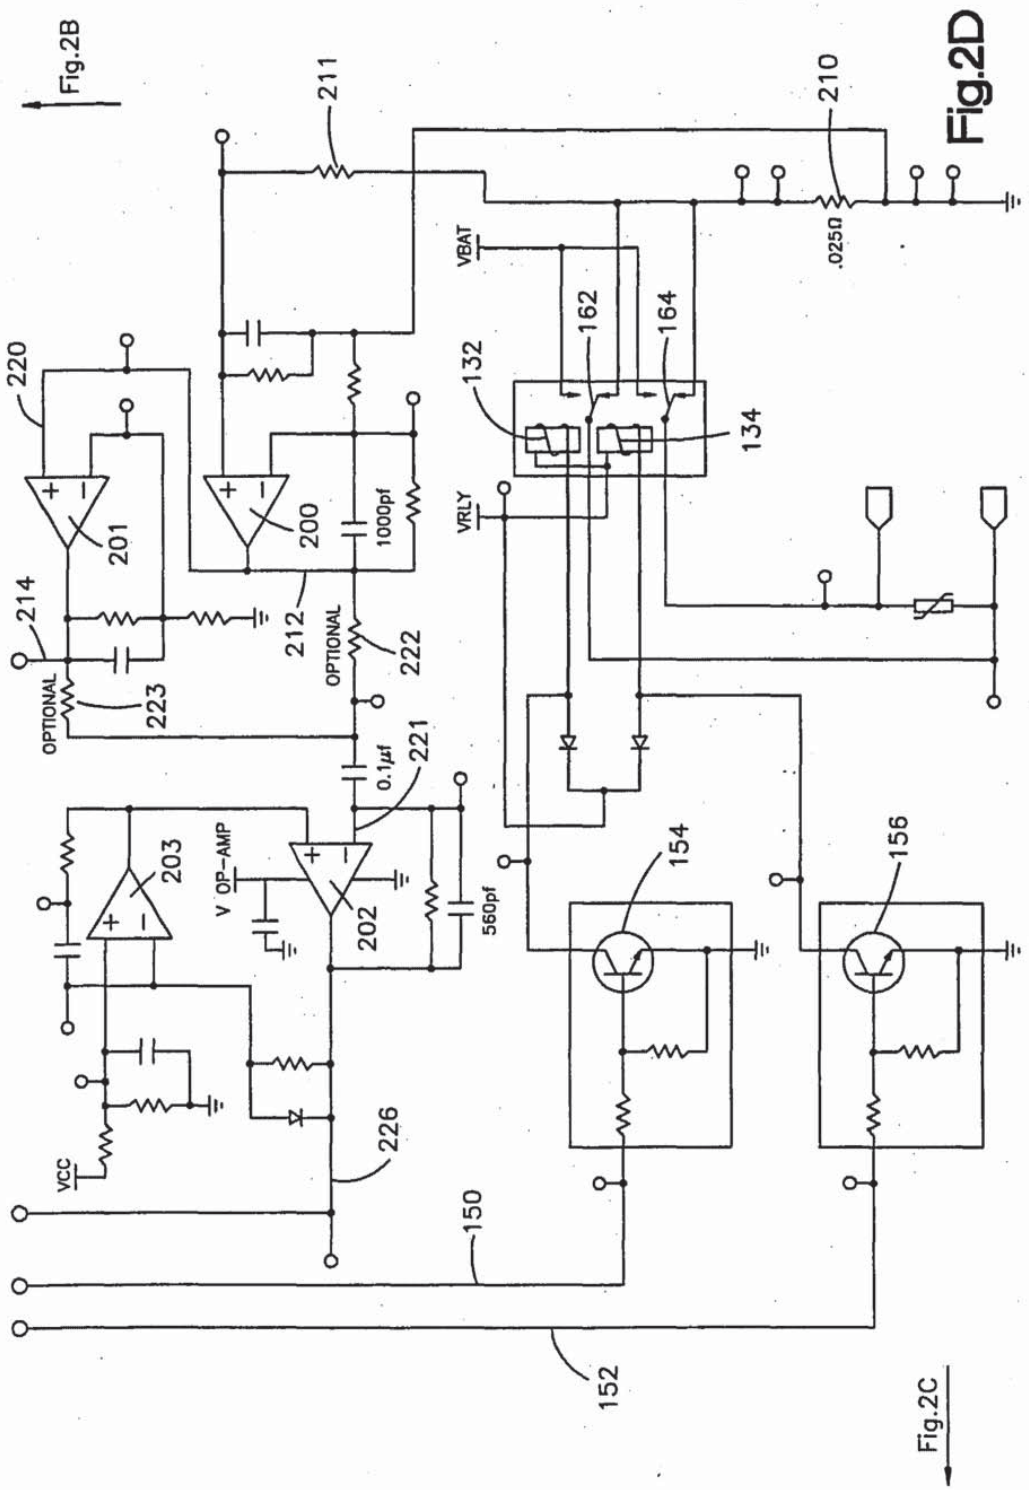 Fig.2B
211
210
Fig.2D
.025Ω
VBAT
162
164
132
134
220
+
−
201
+
−
200
1000pf
VRLY
214
212
OPTIONAL
222
OPTIONAL
223
0.1µf
221
203
+
−
V OP-AMP
+
−
202
560pf
154
156
VCC
226
150
152
Fig.2C